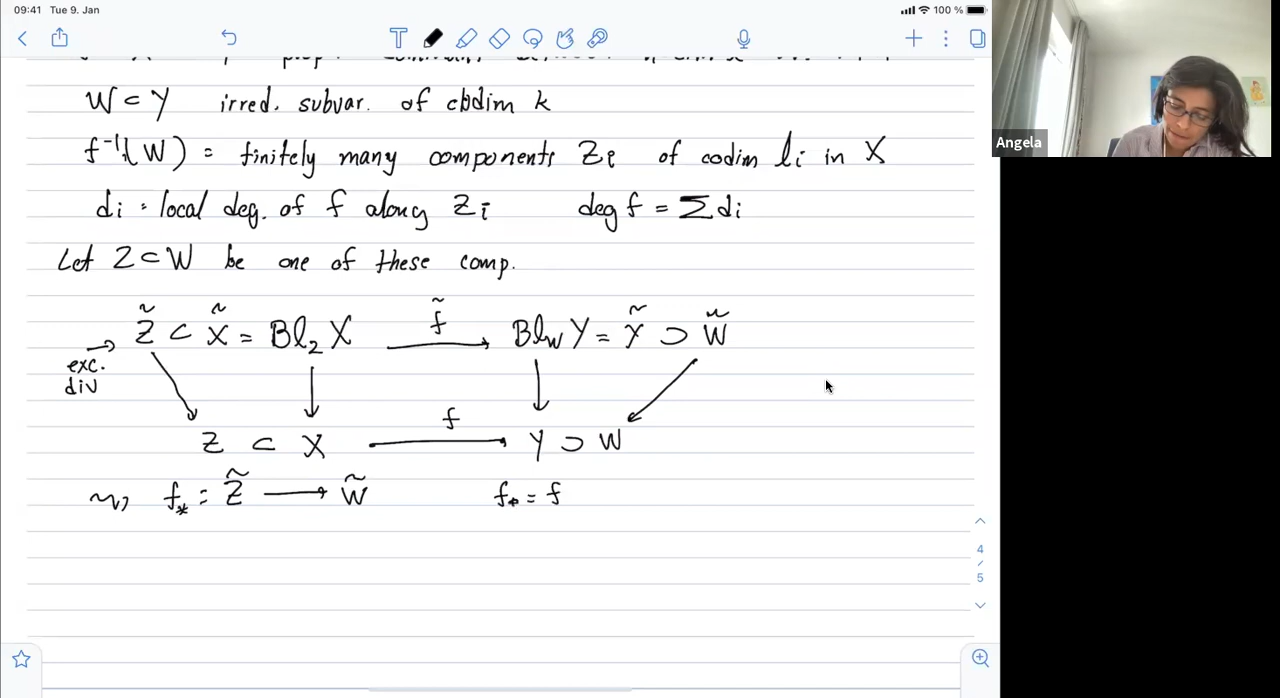 09:41 Tue 9. Jan
100 %
W ⊂ Y irred. subvar. of codim k
f⁻¹(W) = finitely many components Zi of codim li in X
di = local deg. of f along Zi deg f = Σ di
Let Z ⊂ W be one of these comp.
Z̃ ⊂ X̃ = Bl_Z X f̃ Bl_W Y = Ỹ ⊃ W̃
exc.
div
f
Z ⊂ X → Y ⊃ W
⇝ f_* : Z̃ → W̃ f_* = f
4
/
5
Angela